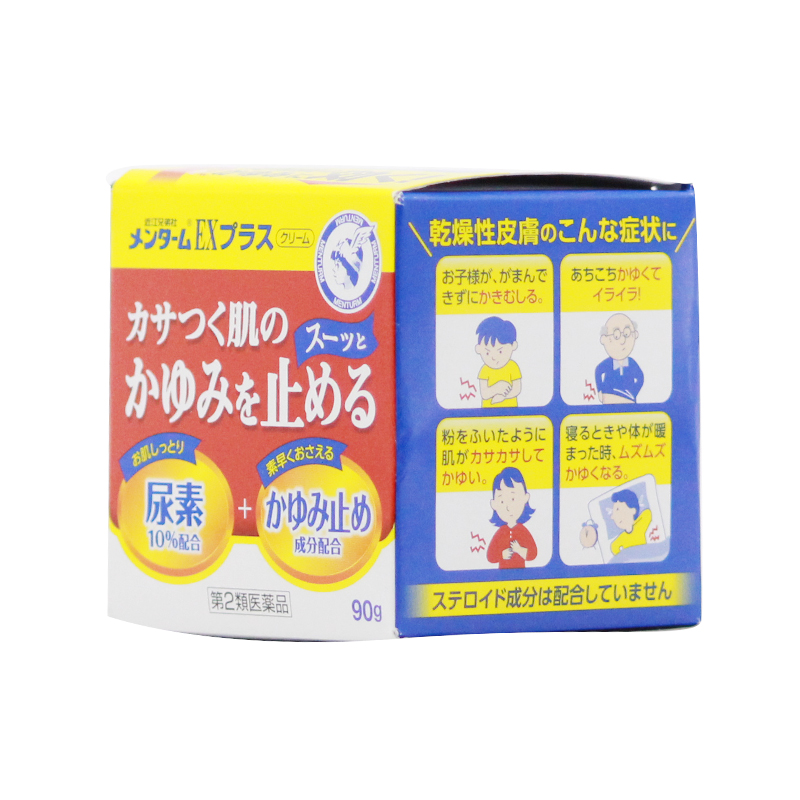 近江兄弟社
メンタームEXプラス クリーム
MENTURM
カサつく肌の
スーッと
かゆみを止める
お肌しっとり
尿素
10%配合
+
素早くおさえる
かゆみ止め
成分配合
第2類医薬品
90g
乾燥性皮膚のこんな症状に
お子様が、がまんで
きずにかきむしる。
あちこちかゆくて
イライラ!
粉をふいたように
肌がカサカサして
かゆい。
寝るときや体が暖
まった時、ムズムズ
かゆくなる。
ステロイド成分は配合していません